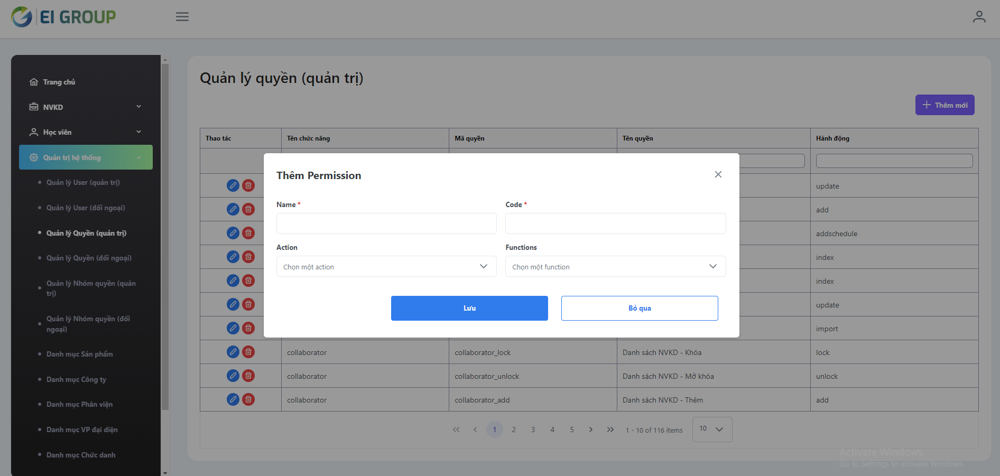 EI GROUP
Trang chủ
NVKD
Học viên
Quản trị hệ thống
Quản lý User (quản trị)
Quản lý User (đối ngoại)
Quản lý Quyền (quản trị)
Quản lý Quyền (đối ngoại)
Quản lý Nhóm quyền (quản
trị)
Quản lý Nhóm quyền (đối
ngoại)
Danh mục Sản phẩm
Danh mục Công ty
Danh mục Phân viện
Danh mục VP đại diện
Danh mục Chức danh
Quản lý quyền (quản trị)
Thêm mới
Thao tác Tên chức năng Mã quyền Tên quyền Hành động
update
add
addschedule
index
index
update
import
Thêm Permission
Name *
Code *
Action
Functions
Chọn một action
Chọn một function
Lưu
Bỏ qua
collaborator collaborator_lock Danh sách NVKD - Khóa lock
collaborator collaborator_unlock Danh sách NVKD - Mở khóa unlock
collaborator collaborator_add Danh sách NVKD - Thêm add
1 2 3 4 5 1 - 10 of 116 items 10
Activate Windows
Go to Settings to activate Windows.